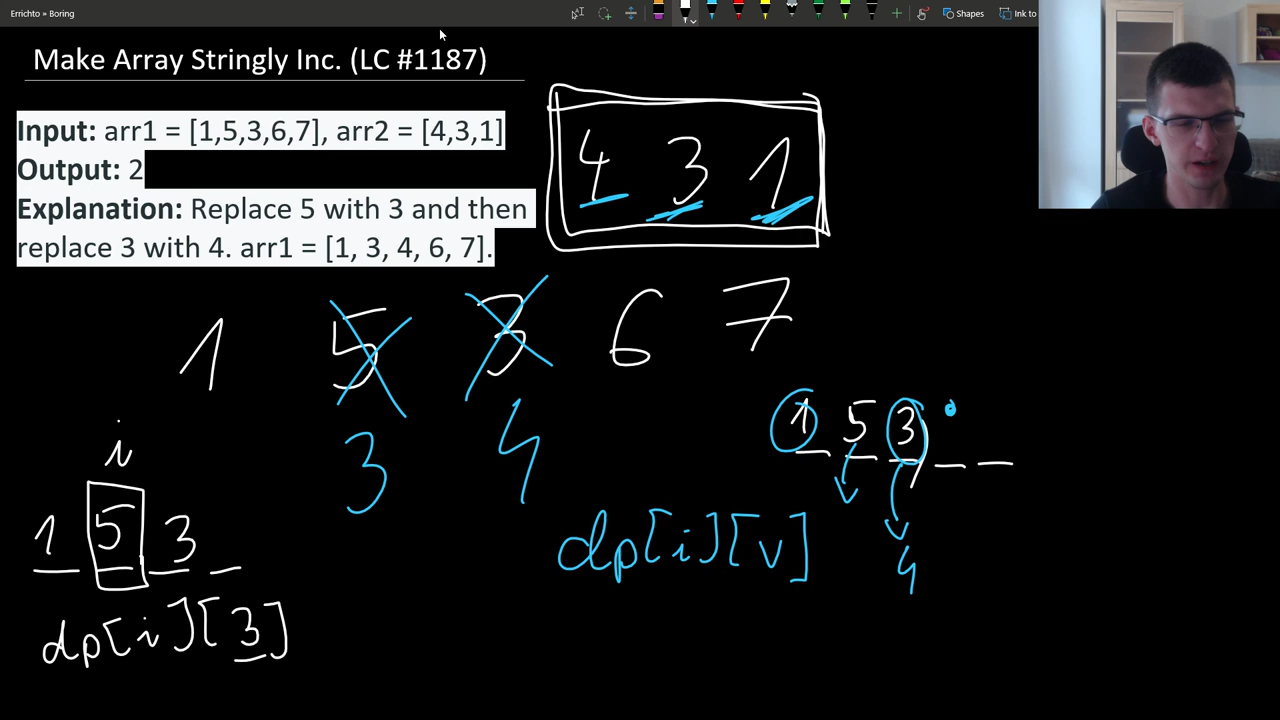 Errichto » Boring
Shapes
Ink to
Make Array Stringly Inc. (LC #1187)
Input: arr1 = [1,5,3,6,7], arr2 = [4,3,1]
Output: 2
Explanation: Replace 5 with 3 and then
replace 3 with 4. arr1 = [1, 3, 4, 6, 7].
4 3 1
1 5 3 6 7
3 4
1 5 3
4
i
1 5 3
dp[i][v]
dp[i][3]